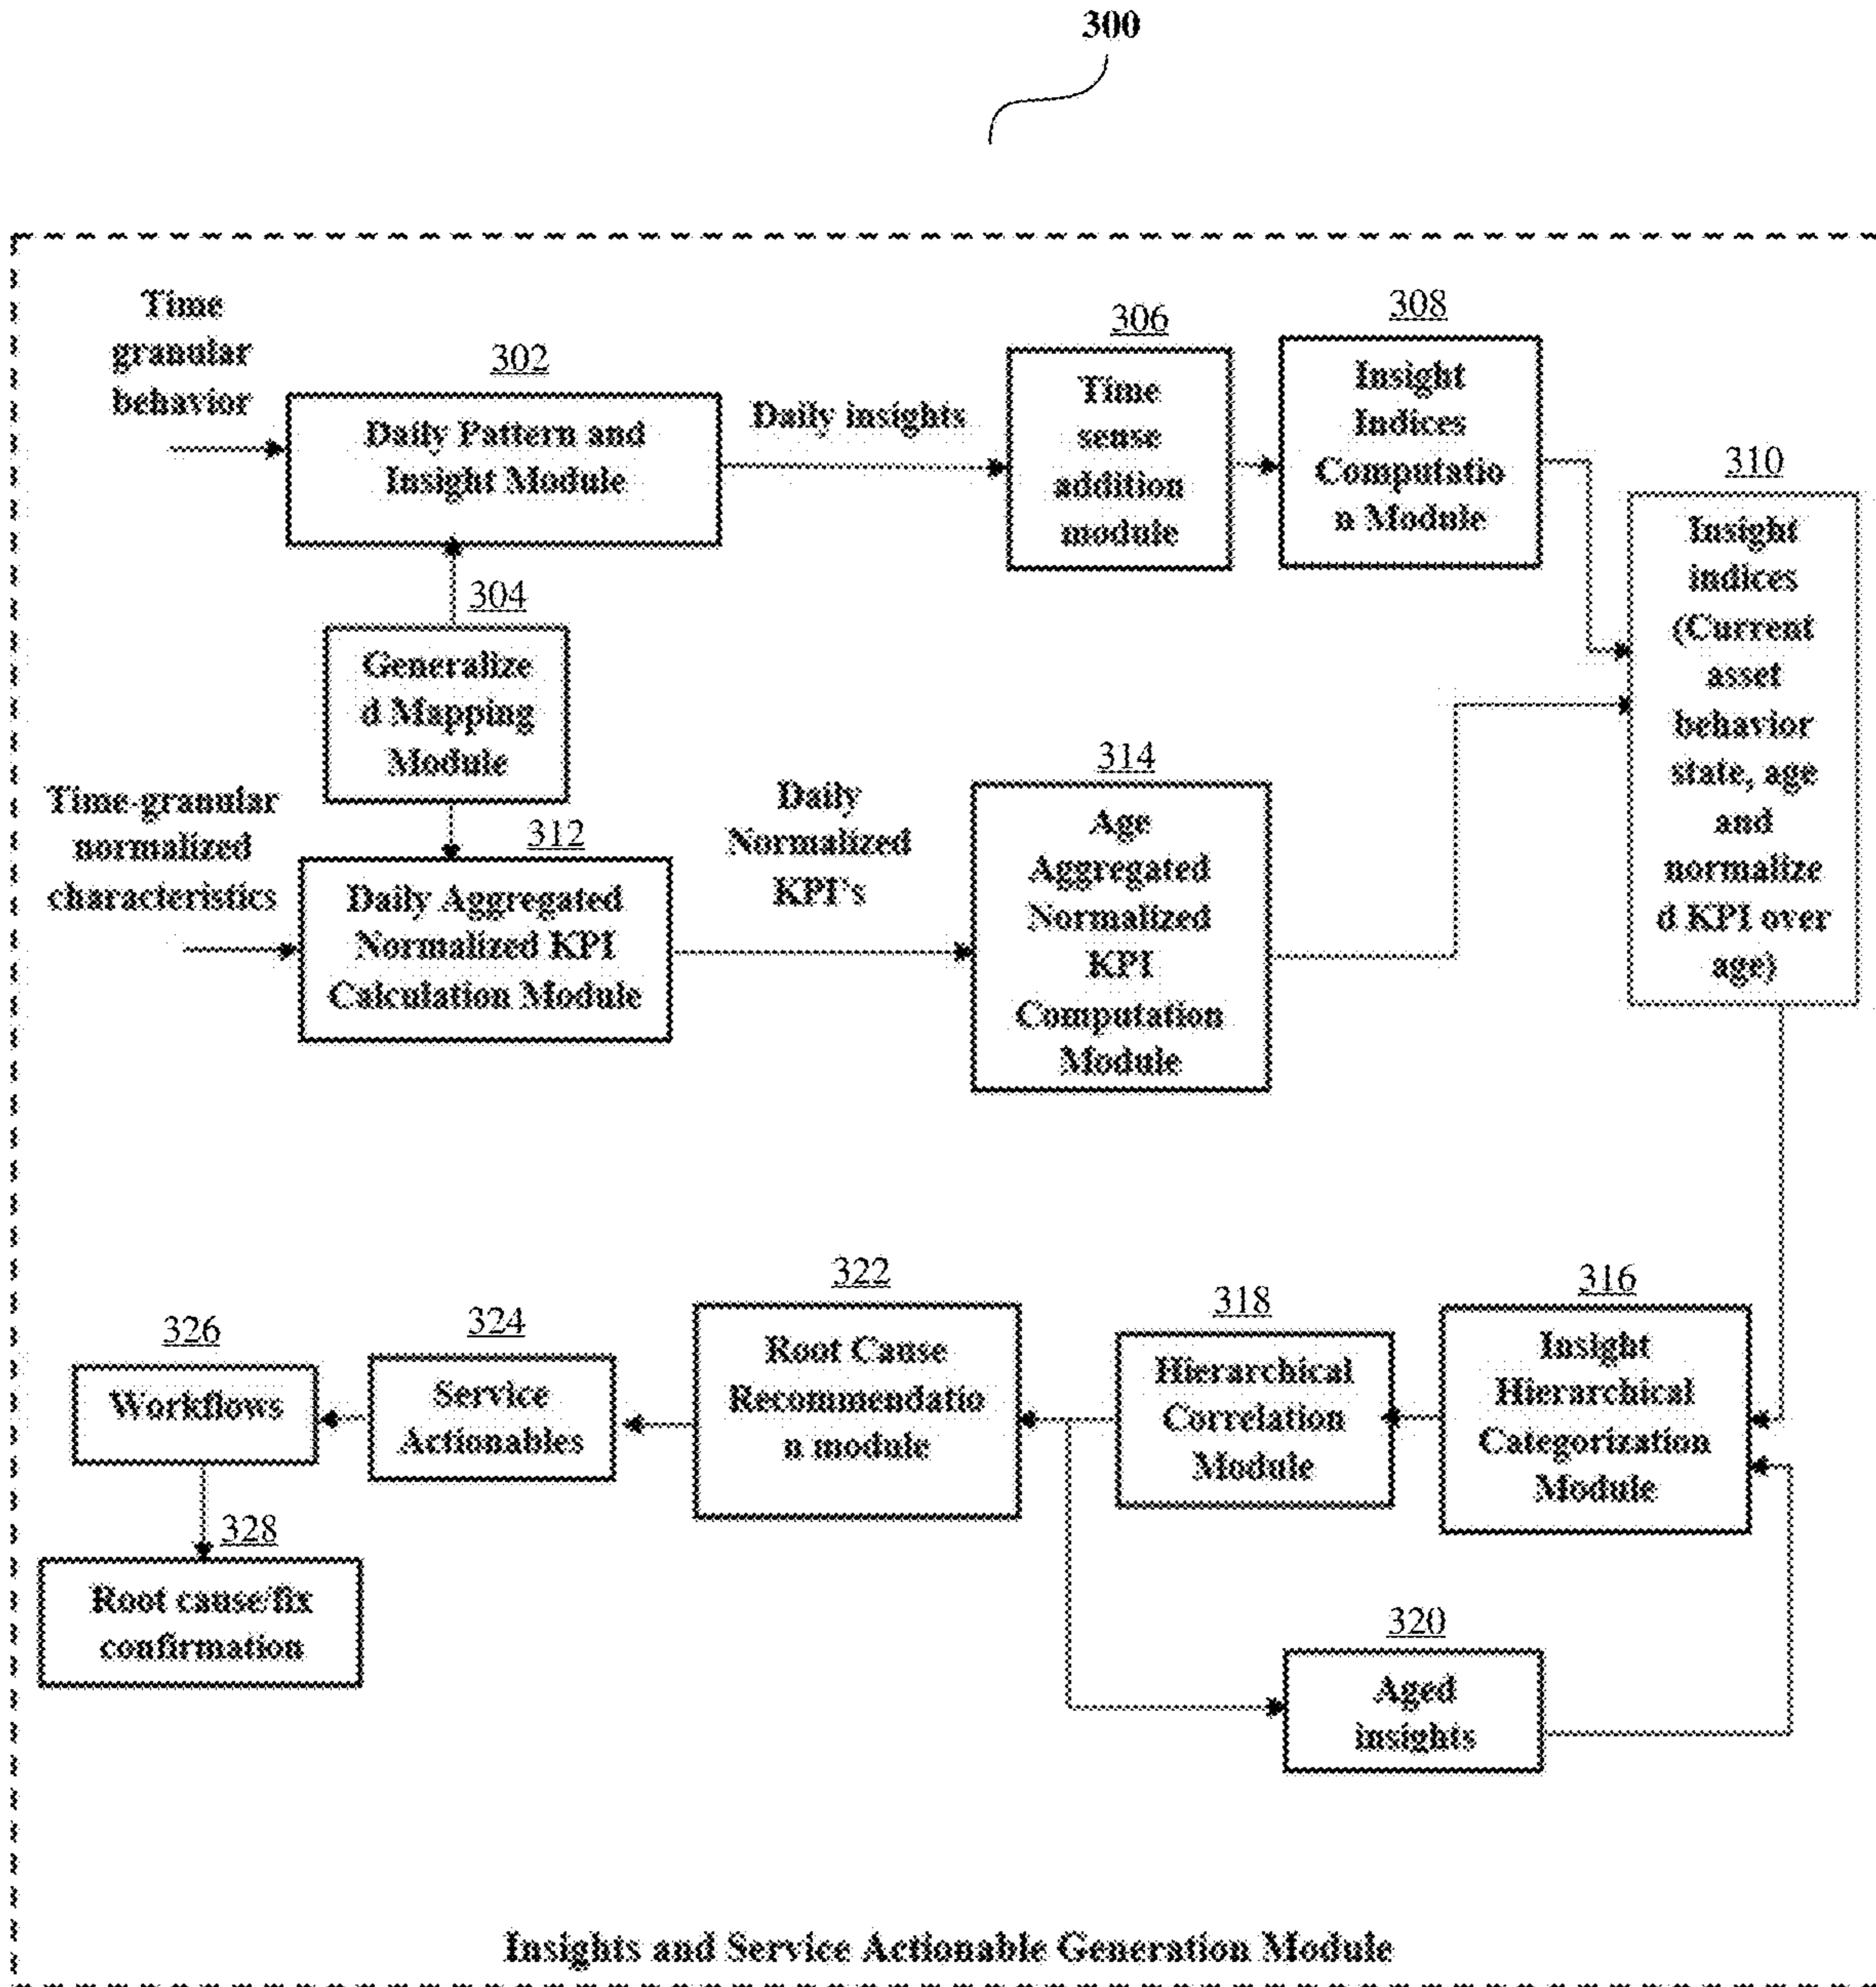 300
Time
granular
behavior
302
Daily Pattern and
Insight Module
Daily insights
306
Time
sense
addition
module
308
Insight
Indices
Computatio
n Module
310
Insight
indices
(Current
asset
behavior
state, age
and
normalize
d KPI over
age)
304
Generalize
d Mapping
Module
Time-granular
normalized
characteristics
312
Daily Aggregated
Normalized KPI
Calculation Module
Daily
Normalized
KPI's
314
Age
Aggregated
Normalized
KPI
Computation
Module
316
Insight
Hierarchical
Categorization
Module
318
Hierarchical
Correlation
Module
320
Aged
insights
322
Root Cause
Recommendatio
n module
324
Service
Actionables
326
Workflows
328
Root cause/fix
confirmation
Insights and Service Actionable Generation Module